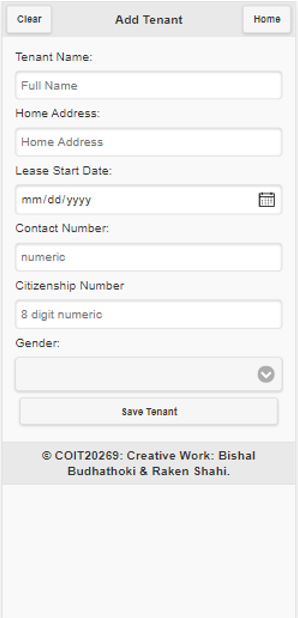 Clear Add Tenant Home
Tenant Name:
Full Name
Home Address:
Home Address
Lease Start Date:
mm/dd/yyyy
Contact Number:
numeric
Citizenship Number
8 digit numeric
Gender:
Save Tenant
© COIT20269: Creative Work: Bishal
Budhathoki & Raken Shahi.